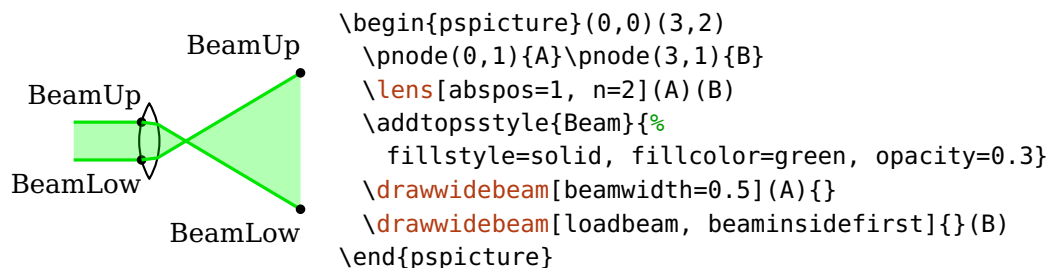 BeamUp
BeamUp
BeamLow
BeamLow
\begin{pspicture}(0,0)(3,2)
\pnode(0,1){A}\pnode(3,1){B}
\lens[abspos=1, n=2](A)(B)
\addtopsstyle{Beam}{%
fillstyle=solid, fillcolor=green, opacity=0.3}
\drawwidebeam[beamwidth=0.5](A){}
\drawwidebeam[loadbeam, beaminsidefirst]{}(B)
\end{pspicture}